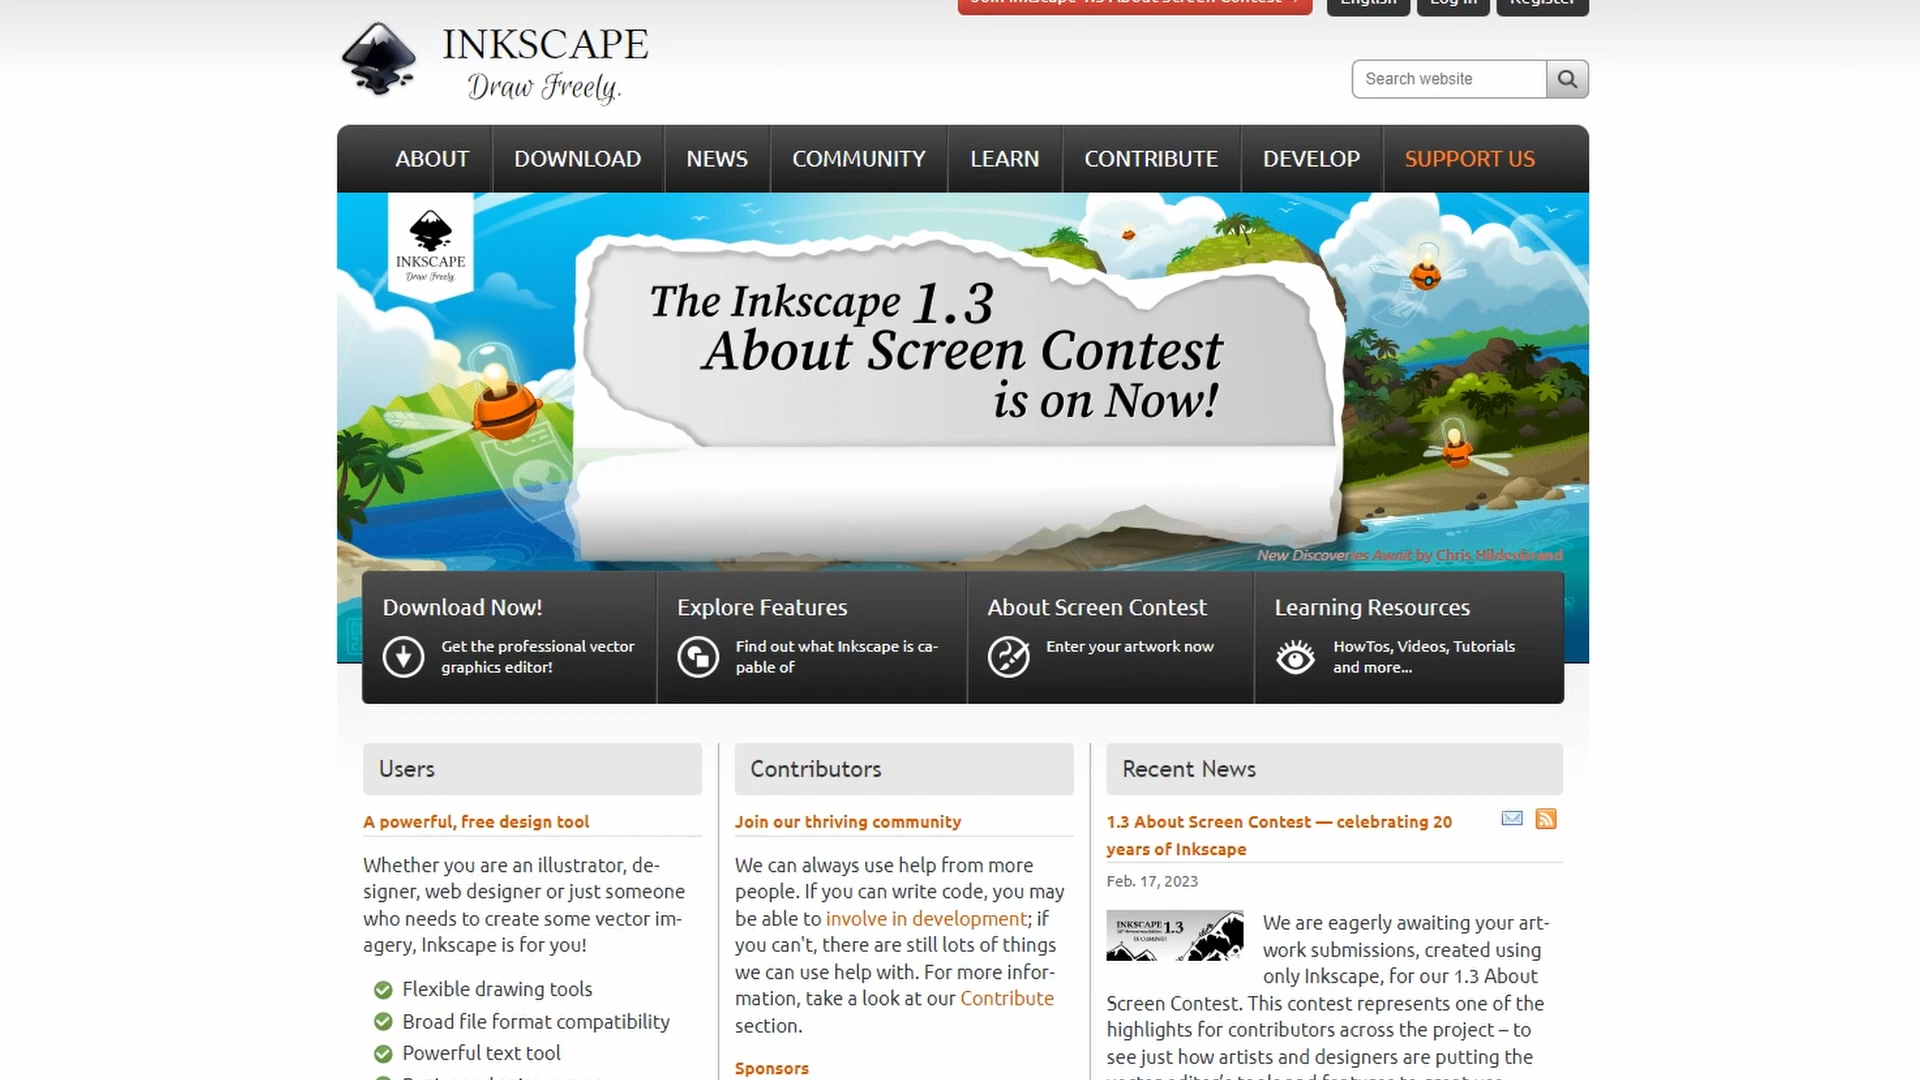 Join Inkscape 1.3 About Screen Contest
English
Log in
Register
INKSCAPE
Draw Freely.
Search website
ABOUT
DOWNLOAD
NEWS
COMMUNITY
LEARN
CONTRIBUTE
DEVELOP
SUPPORT US
INKSCAPE
Draw Freely.
The Inkscape 1.3
About Screen Contest
is on Now!
New Discoveries Await by Chris Hildenbrand
Download Now!
Get the professional vector
graphics editor!
Explore Features
Find out what Inkscape is ca-
pable of
About Screen Contest
Enter your artwork now
Learning Resources
HowTos, Videos, Tutorials
and more...
Users
A powerful, free design tool
Whether you are an illustrator, de-
signer, web designer or just someone
who needs to create some vector im-
agery, Inkscape is for you!
Flexible drawing tools
Broad file format compatibility
Powerful text tool
Contributors
Join our thriving community
We can always use help from more
people. If you can write code, you may
be able to involve in development; if
you can't, there are still lots of things
we can use help with. For more infor-
mation, take a look at our Contribute
section.
Sponsors
Recent News
1.3 About Screen Contest — celebrating 20
years of Inkscape
Feb. 17, 2023
INKSCAPE 1.3
IS COMING!
We are eagerly awaiting your art-
work submissions, created using
only Inkscape, for our 1.3 About
Screen Contest. This contest represents one of the
highlights for contributors across the project – to
see just how artists and designers are putting the